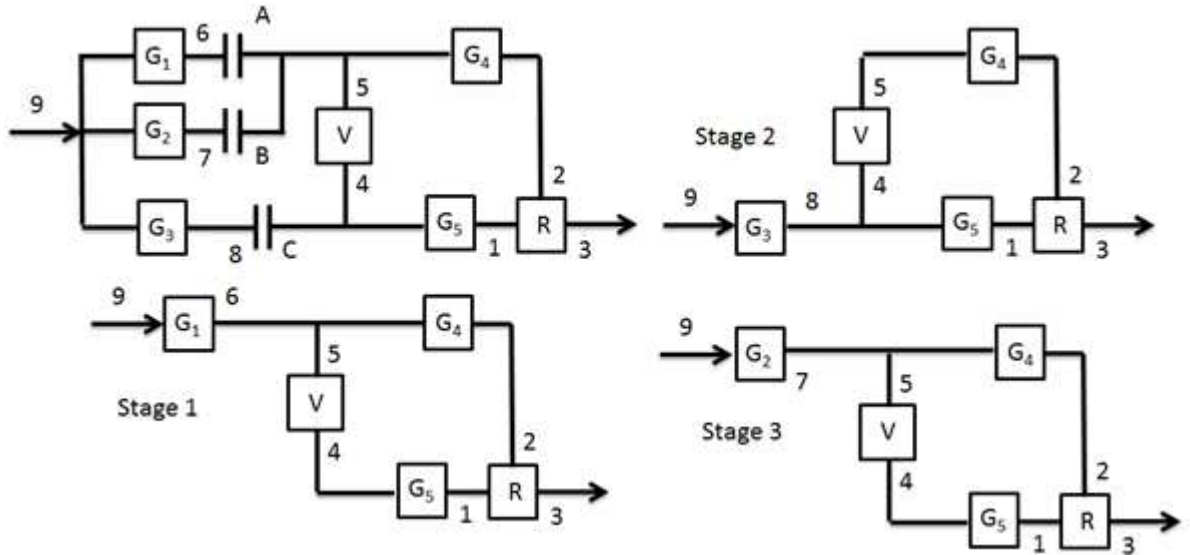 6 A
G₁ G₄
9 5
G₂ V
7 B 4 2
G₃ G₅ R
8 C 1 3
Stage 2
G₄
5
V
9 8 4 2
G₃ G₅ R
1 3
Stage 1
9 6
G₁ G₄
5
V
4 2
G₅ R
1 3
Stage 3
9
G₂ G₄
7 5
V
4 2
G₅ R
1 3